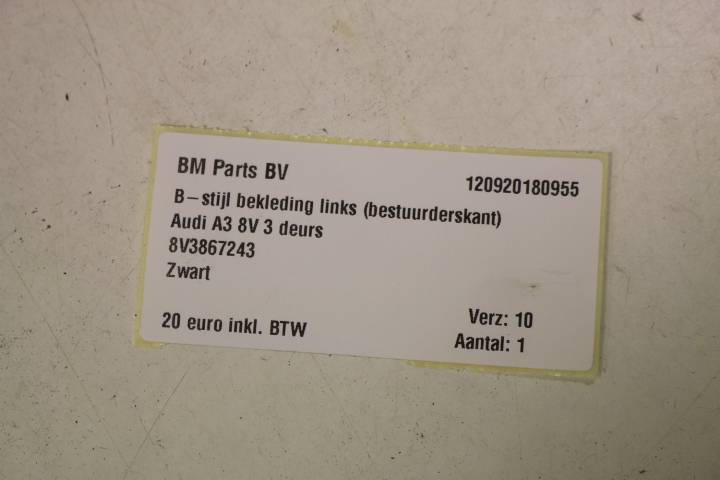 BM Parts BV 120920180955
B-stijl bekleding links (bestuurderskant)
Audi A3 8V 3 deurs
8V3867243
Zwart
20 euro inkl. BTW Verz: 10
Aantal: 1